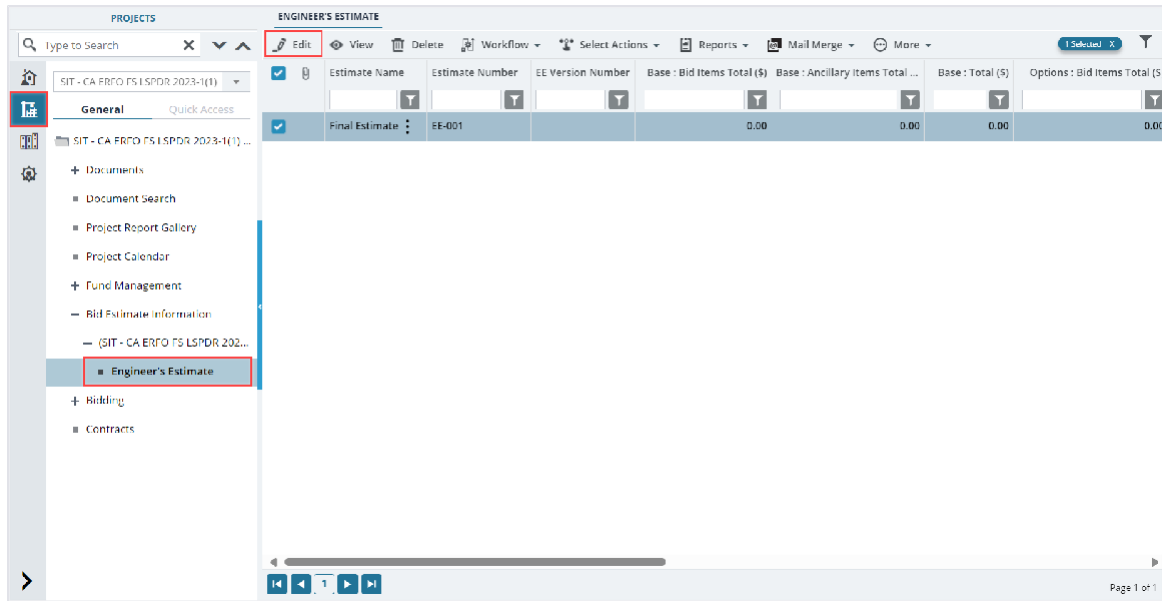 PROJECTS
ENGINEER'S ESTIMATE
Type to Search
Edit View Delete Workflow Select Actions Reports Mail Merge More
1 Selected X
SIT - CA ERFO FS LSPDR 2023-1(1)
General Quick Access
Estimate Name Estimate Number EE Version Number Base : Bid Items Total ($) Base : Ancillary Items Total ... Base : Total ($) Options : Bid Items Total ($
Final Estimate EE-001 0.00 0.00 0.00 0.00
SIT - CA ERFO FS LSPDR 2023-1(1) ...
+ Documents
Document Search
Project Report Gallery
Project Calendar
+ Fund Management
− Bid Estimate Information
− (SIT - CA ERFO FS LSPDR 202...
Engineer's Estimate
+ Bidding
Contracts
1
Page 1 of 1